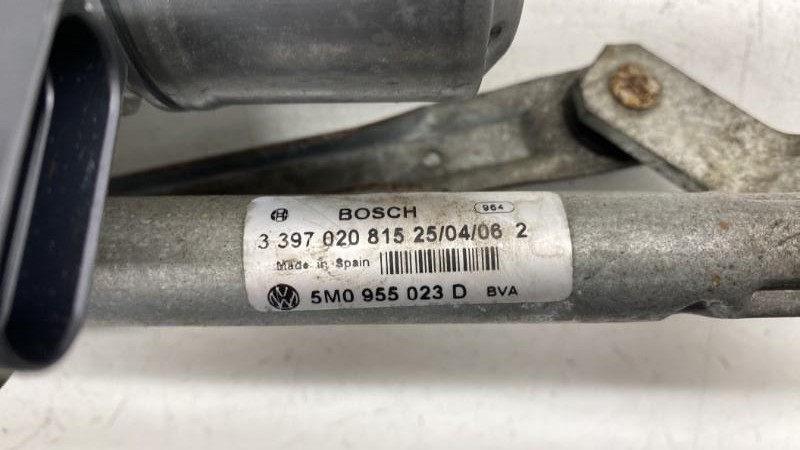 BOSCH 964
3 397 020 815 25/04/06 2
Made in Spain
5M0 955 023 D BVA